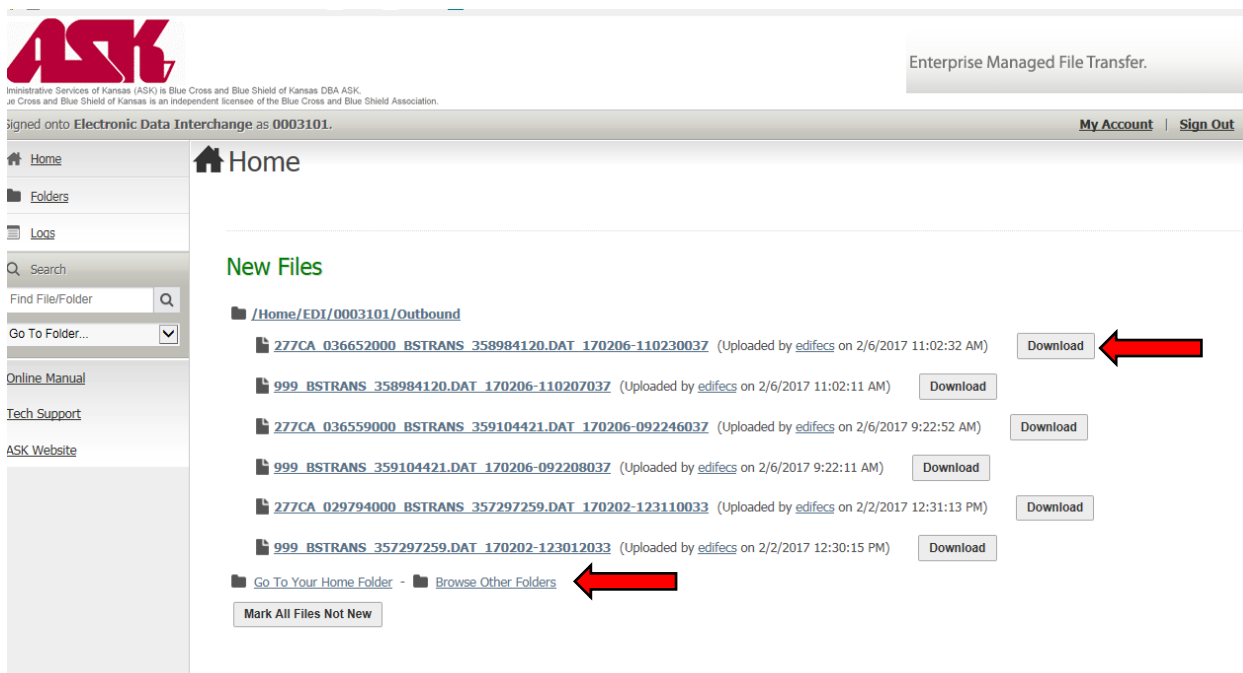 ASK
Enterprise Managed File Transfer.
ministrative Services of Kansas (ASK) is Blue Cross and Blue Shield of Kansas DBA ASK.
ue Cross and Blue Shield of Kansas is an independent licensee of the Blue Cross and Blue Shield Association.
Signed onto Electronic Data Interchange as 0003101.
My Account | Sign Out
Home
Folders
Logs
Search
Find File/Folder
Go To Folder...
Online Manual
Tech Support
ASK Website
Home
New Files
/Home/EDI/0003101/Outbound
277CA_036652000_BSTRANS_358984120.DAT_170206-110230037 (Uploaded by edifecs on 2/6/2017 11:02:32 AM) Download
999_BSTRANS_358984120.DAT_170206-110207037 (Uploaded by edifecs on 2/6/2017 11:02:11 AM) Download
277CA_036559000_BSTRANS_359104421.DAT_170206-092246037 (Uploaded by edifecs on 2/6/2017 9:22:52 AM) Download
999_BSTRANS_359104421.DAT_170206-092208037 (Uploaded by edifecs on 2/6/2017 9:22:11 AM) Download
277CA_029794000_BSTRANS_357297259.DAT_170202-123110033 (Uploaded by edifecs on 2/2/2017 12:31:13 PM) Download
999_BSTRANS_357297259.DAT_170202-123012033 (Uploaded by edifecs on 2/2/2017 12:30:15 PM) Download
Go To Your Home Folder - Browse Other Folders
Mark All Files Not New